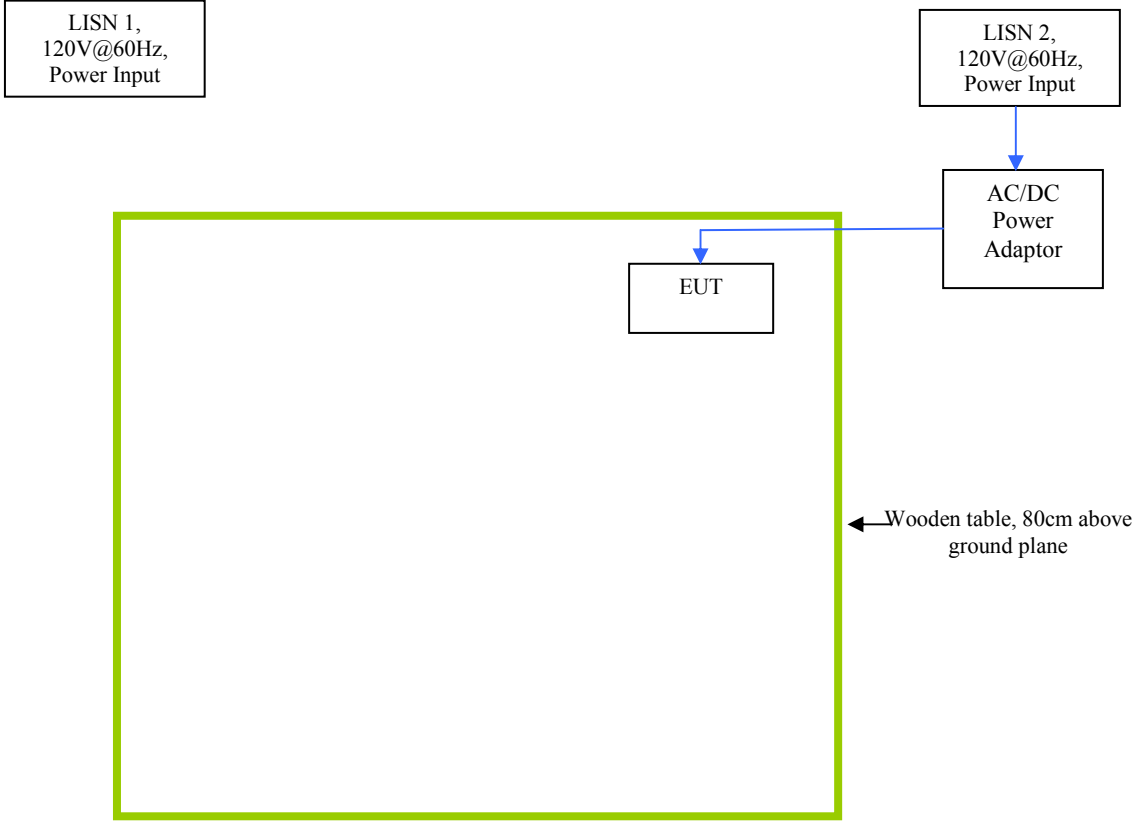 LISN 1,
120V@60Hz,
Power Input
LISN 2,
120V@60Hz,
Power Input
AC/DC
Power
Adaptor
EUT
Wooden table, 80cm above
ground plane